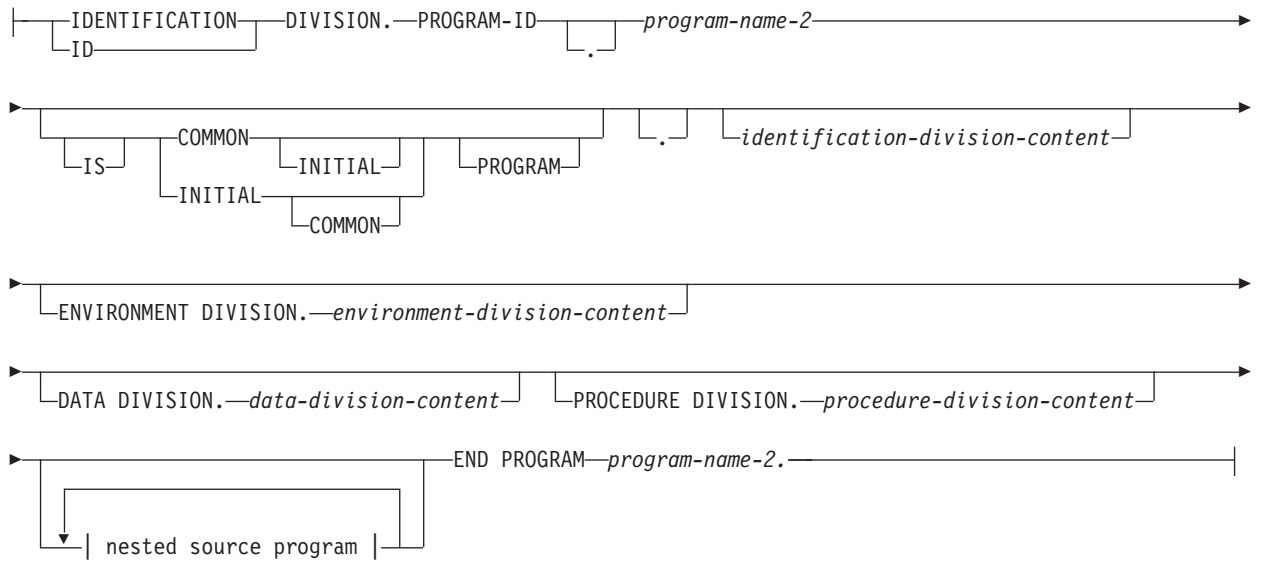 IDENTIFICATION DIVISION. PROGRAM-ID program-name-2
ID .
COMMON . identification-division-content
IS INITIAL PROGRAM
INITIAL
COMMON
ENVIRONMENT DIVISION. environment-division-content
DATA DIVISION. data-division-content PROCEDURE DIVISION. procedure-division-content
END PROGRAM program-name-2.
nested source program